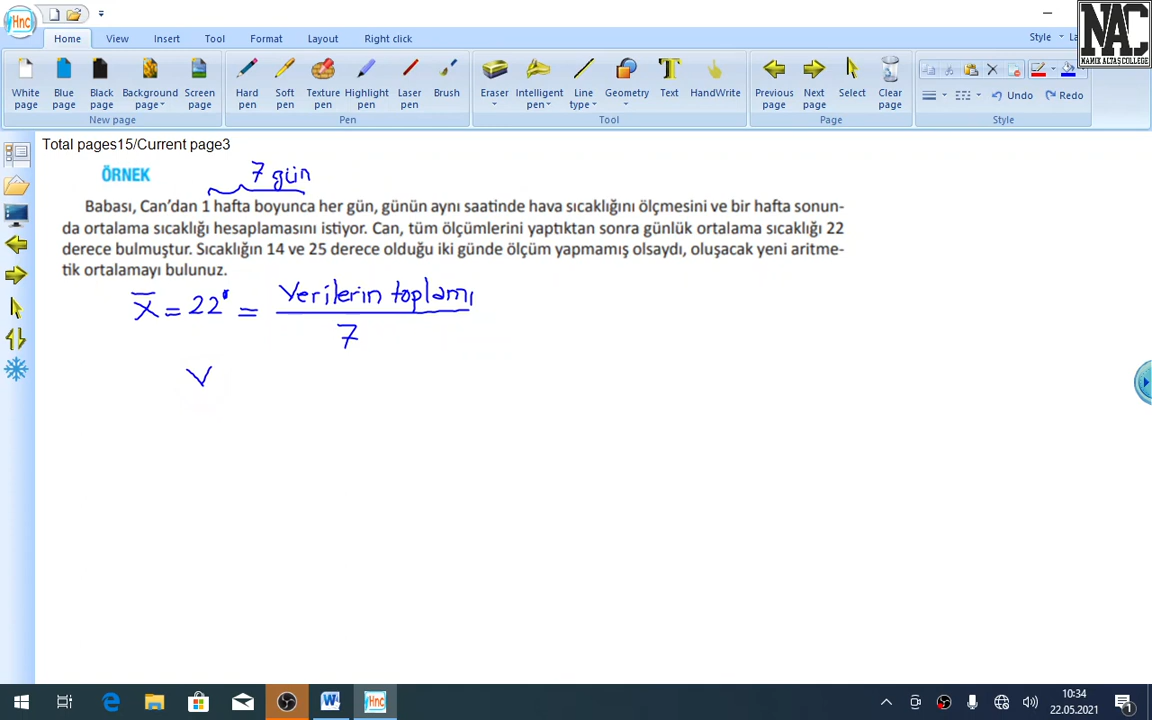 Hnc
Home View Insert Tool Format Layout Right click
Style
NAC
NAMIK ALTAŞ COLLEGE
White page
Blue page
Black page
Background page
Screen page
Hard pen
Soft pen
Texture pen
Highlight pen
Laser pen
Brush
Eraser
Intelligent pen
Line type
Geometry
Text
HandWrite
Previous page
Next page
Select
Clear page
Undo
Redo
New page
Pen
Tool
Page
Style
Total pages15/Current page3
ÖRNEK
7 gün
Babası, Can'dan 1 hafta boyunca her gün, günün aynı saatinde hava sıcaklığını ölçmesini ve bir hafta sonun-
da ortalama sıcaklığı hesaplamasını istiyor. Can, tüm ölçümlerini yaptıktan sonra günlük ortalama sıcaklığı 22
derece bulmuştur. Sıcaklığın 14 ve 25 derece olduğu iki günde ölçüm yapmamış olsaydı, oluşacak yeni aritme-
tik ortalamayı bulunuz.
x̄ = 22° = Verilerin toplamı
7
V
Hnc
10:34
22.05.2021
1